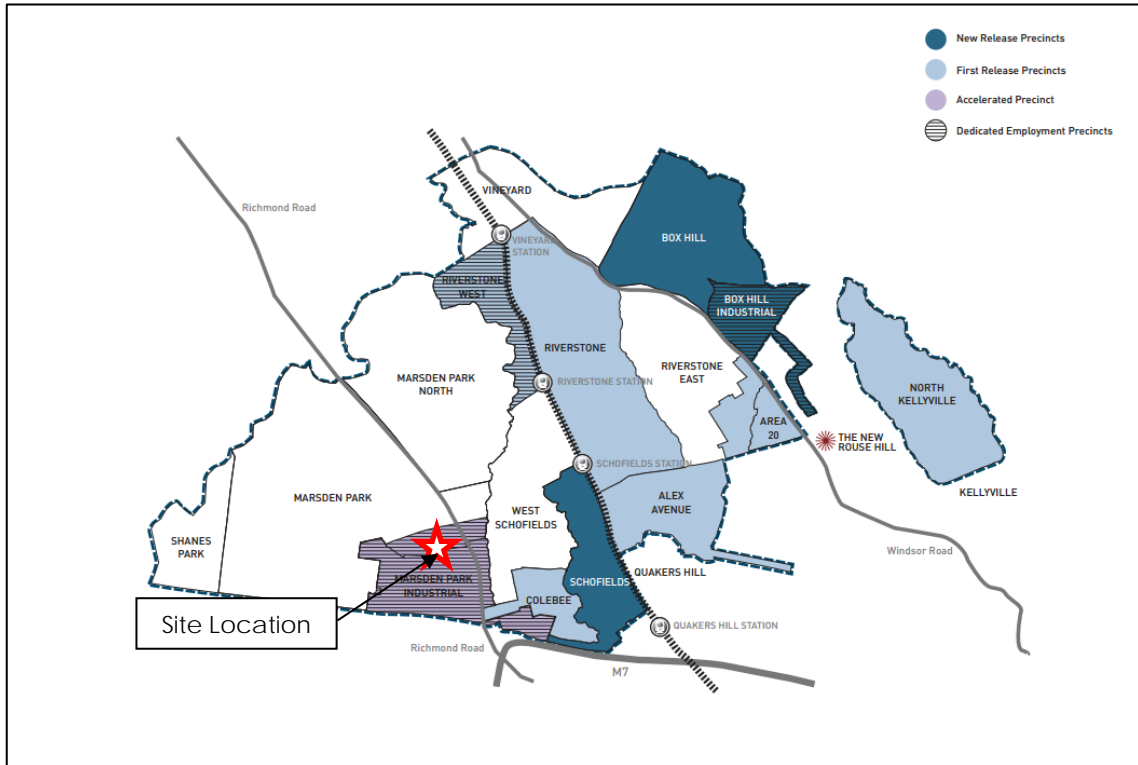 New Release Precincts
First Release Precincts
Accelerated Precinct
Dedicated Employment Precincts
VINEYARD
Richmond Road
VINEYARD
STATION
BOX HILL
RIVERSTONE
WEST
BOX HILL
INDUSTRIAL
RIVERSTONE
RIVERSTONE
EAST
MARSDEN PARK
NORTH
RIVERSTONE STATION
NORTH
KELLYVILLE
AREA
20
THE NEW
ROUSE HILL
SCHOFIELDS STATION
KELLYVILLE
MARSDEN PARK
ALEX
AVENUE
WEST
SCHOFIELDS
SHANES
PARK
Windsor Road
QUAKERS HILL
MARSDEN PARK
INDUSTRIAL
SCHOFIELDS
COLEBEE
Site Location
QUAKERS HILL STATION
Richmond Road
M7